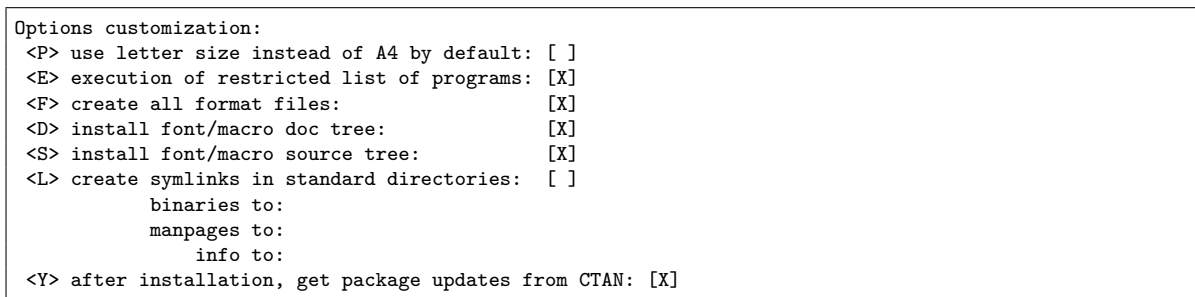 Options customization:
<P> use letter size instead of A4 by default: [ ]
<E> execution of restricted list of programs: [X]
<F> create all format files: [X]
<D> install font/macro doc tree: [X]
<S> install font/macro source tree: [X]
<L> create symlinks in standard directories: [ ]
binaries to:
manpages to:
info to:
<Y> after installation, get package updates from CTAN: [X]